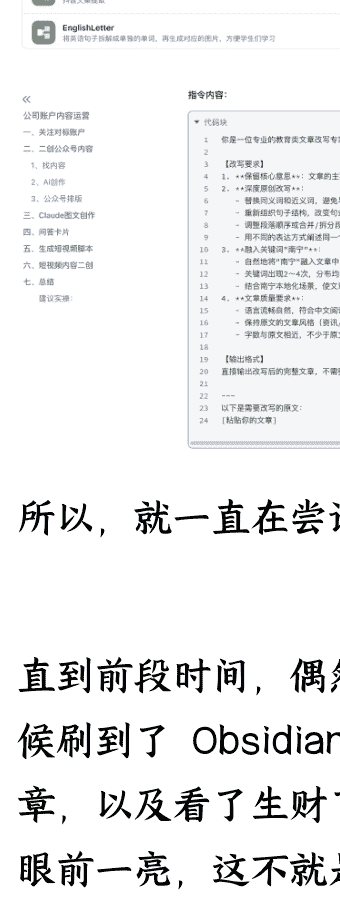 抖音文案提取
EnglishLetter
将英语句子拆解成单独的单词，再生成对应的图片，方便学生们学习
指令内容：
公司账户内容运营
一、关注对标账户
二、二创公众号内容
1、找内容
2、AI创作
3、公众号排版
三、Claude图文创作
四、问答卡片
五、生成短视频脚本
六、短视频内容二创
七、总结
建议实操：
代码块
1 你是一位专业的教育类文章改写专
2
3 【改写要求】
4 1. **保留核心意思**：文章的主
5 2. **深度原创改写**：
6 - 替换同义词和近义词，避免
7 - 重新组织句子结构，改变句
8 - 调整段落顺序或合并/拆分段
9 - 用不同的表达方式阐述同一
10 3. **融入关键词"南宁"**：
11 - 自然地将"南宁"融入文章中
12 - 关键词出现2~4次，分布均
13 - 结合南宁本地化场景，使文
14 4. **文章质量要求**：
15 - 语言流畅自然，符合中文阅
16 - 保持原文的文章风格（资讯/
17 - 字数与原文相近，不少于原
18
19 【输出格式】
20 直接输出改写后的完整文章，不需
21
22 ---
23 以下是需要改写的原文：
24 [粘贴你的文章]
所以，就一直在尝
直到前段时间，偶
候刷到了 Obsidian
章，以及看了生财
眼前一亮，这不就